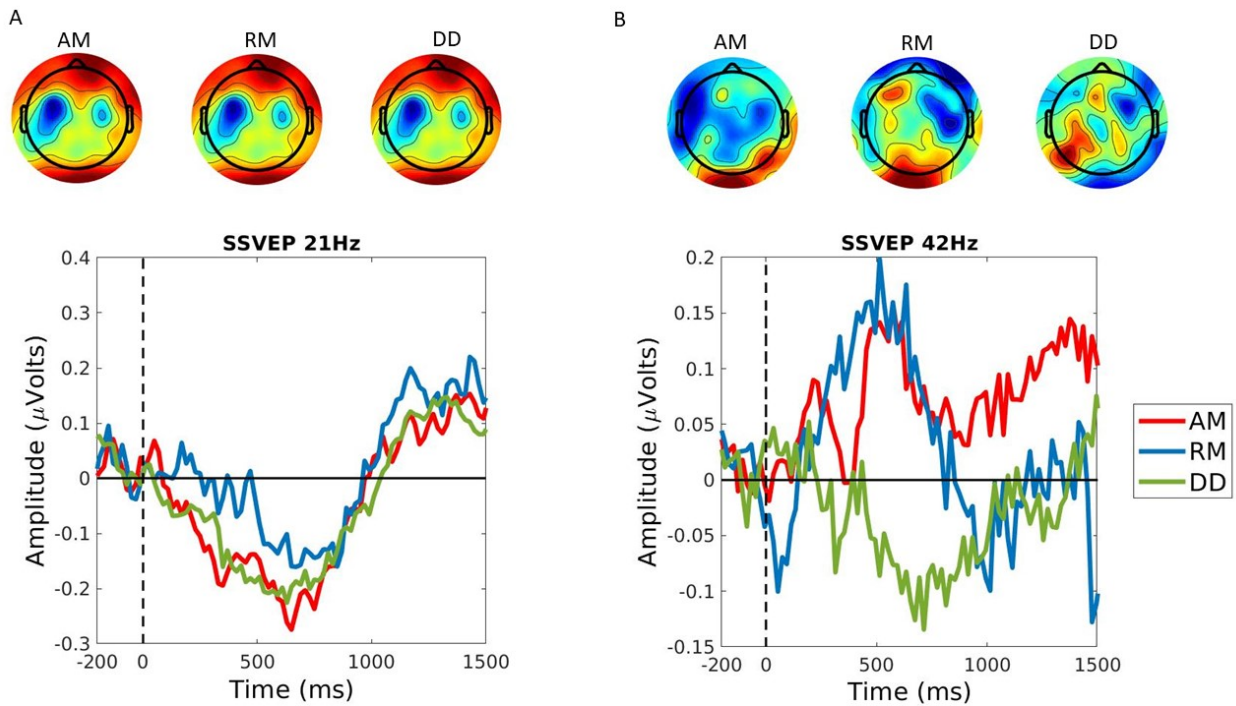 A
AM RM DD
SSVEP 21Hz
Amplitude (μVolts)
0.4
0.3
0.2
0.1
0
-0.1
-0.2
-0.3
-200 0 500 1000 1500
Time (ms)
B
AM RM DD
SSVEP 42Hz
Amplitude (μVolts)
0.2
0.15
0.1
0.05
0
-0.05
-0.1
-0.15
-200 0 500 1000 1500
Time (ms)
AM
RM
DD